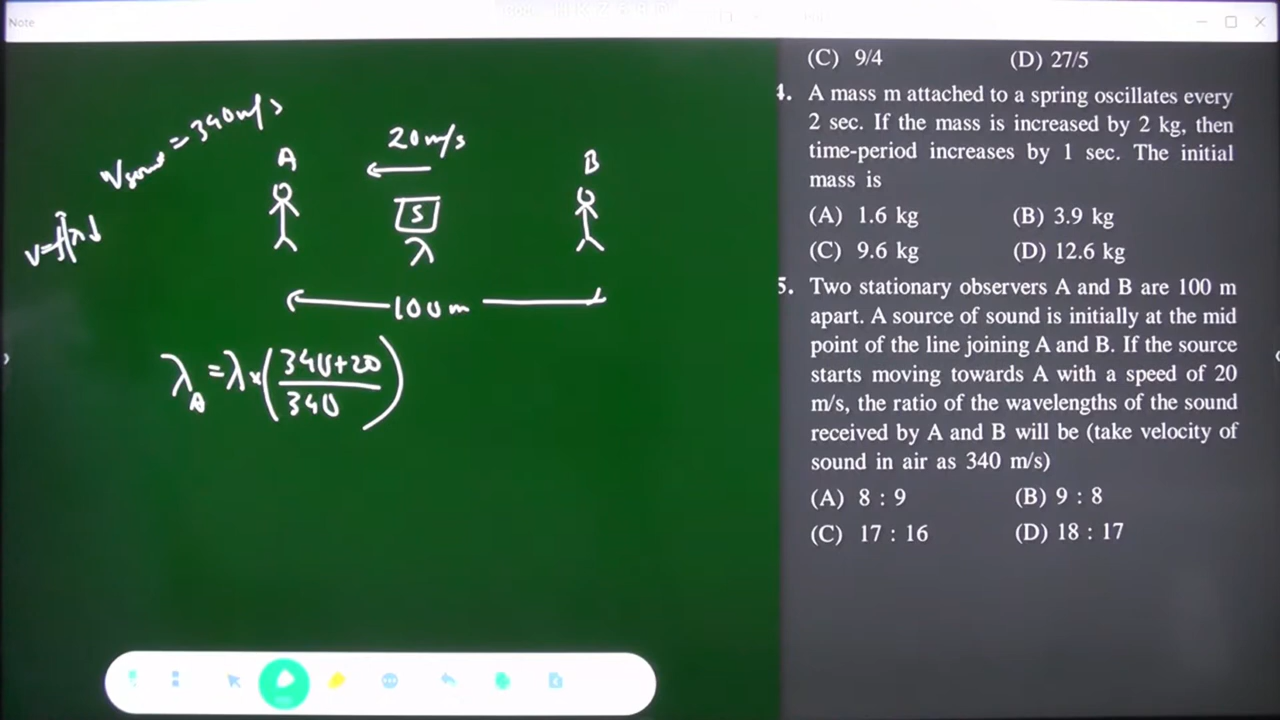 Note
V_sound = 340 m/s
v = f↑λ↓
A
20 m/s
B
S
λ
100 m
λ_A = λ × ( (340+20) / 340 )
(C) 9/4 (D) 27/5
4. A mass m attached to a spring oscillates every
2 sec. If the mass is increased by 2 kg, then
time-period increases by 1 sec. The initial
mass is
(A) 1.6 kg (B) 3.9 kg
(C) 9.6 kg (D) 12.6 kg
5. Two stationary observers A and B are 100 m
apart. A source of sound is initially at the mid
point of the line joining A and B. If the source
starts moving towards A with a speed of 20
m/s, the ratio of the wavelengths of the sound
received by A and B will be (take velocity of
sound in air as 340 m/s)
(A) 8 : 9 (B) 9 : 8
(C) 17 : 16 (D) 18 : 17